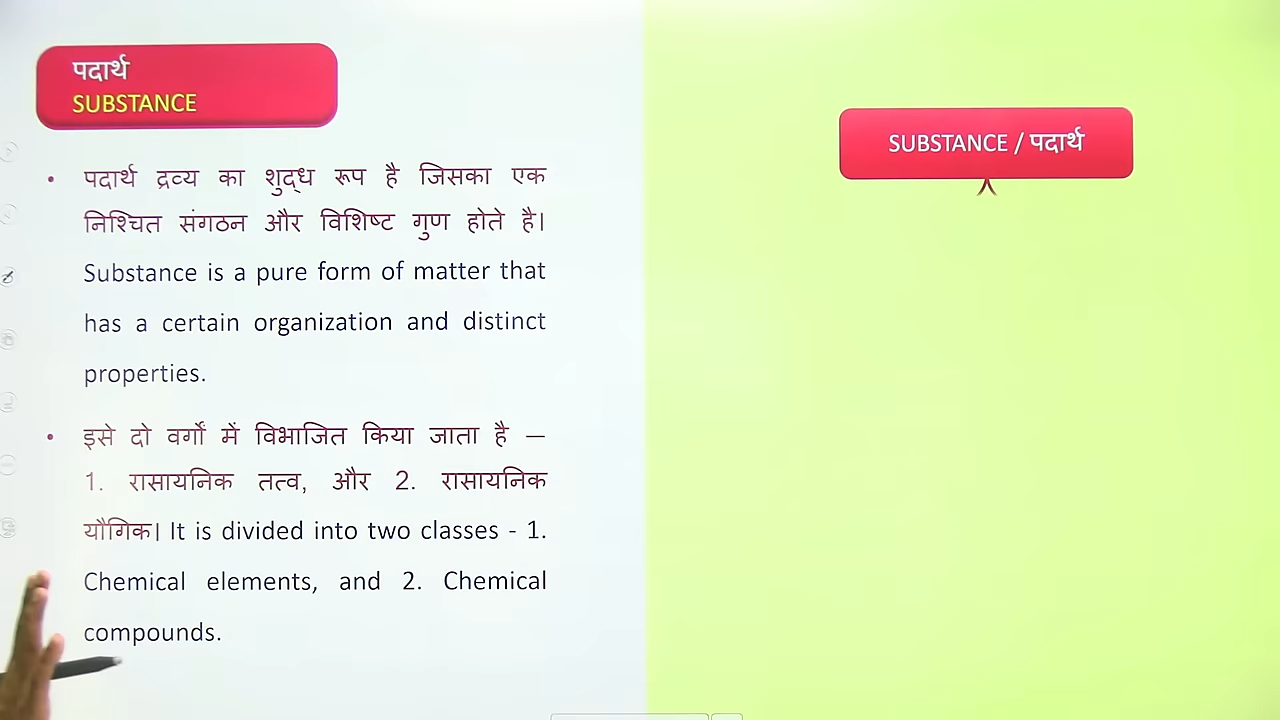 पदार्थ
SUBSTANCE
• पदार्थ द्रव्य का शुद्ध रूप है जिसका एक
निश्चित संगठन और विशिष्ट गुण होते है।
Substance is a pure form of matter that
has a certain organization and distinct
properties.
• इसे दो वर्गों में विभाजित किया जाता है –
1. रासायनिक तत्व, और 2. रासायनिक
यौगिक। It is divided into two classes - 1.
Chemical elements, and 2. Chemical
compounds.
SUBSTANCE / पदार्थ